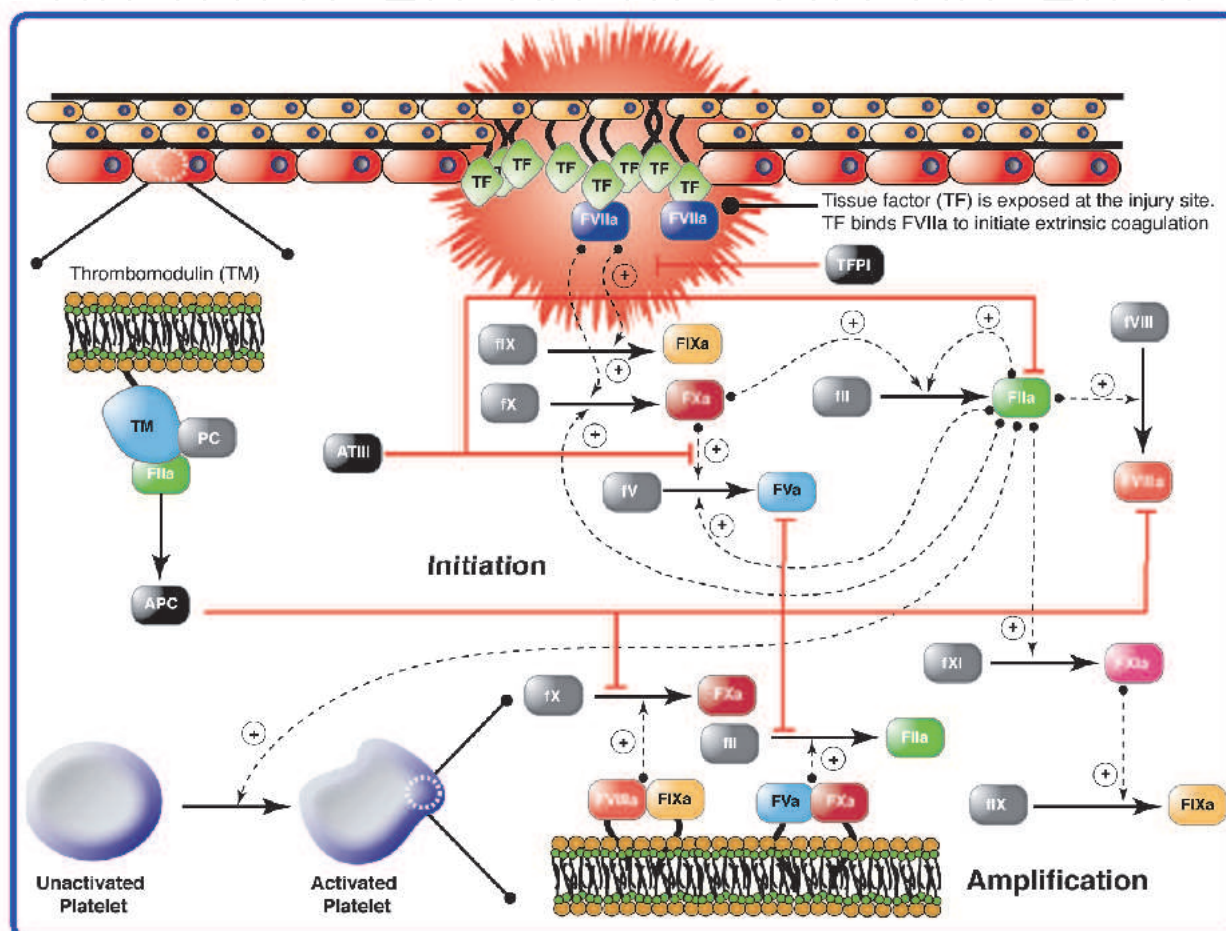 TF
TF
TF
TF
TF
TF
TF
TF
FVIIa
FVIIa
Tissue factor (TF) is exposed at the injury site.
TF binds FVIIa to initiate extrinsic coagulation
Thrombomodulin (TM)
+
TFPI
fVIII
fIX
FIXa
+
+
+
+
fX
FXa
fII
FIIa
TM
PC
FIIa
ATIII
+
+
FVIIIa
fV
FVa
+
Initiation
APC
+
fXI
FXIa
fX
FXa
fII
FIIa
+
+
+
+
FVIIIa
FIXa
FVa
FXa
fIX
FIXa
Unactivated
Platelet
Activated
Platelet
Amplification